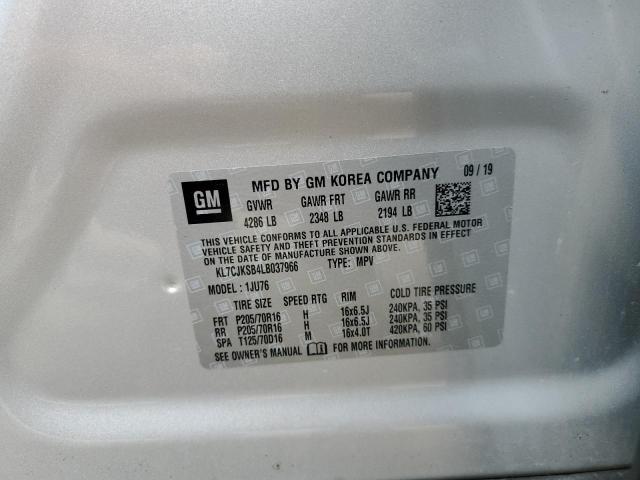 GM
MFD BY GM KOREA COMPANY 09 / 19
GVWR GAWR FRT GAWR RR
4286 LB 2348 LB 2194 LB
THIS VEHICLE CONFORMS TO ALL APPLICABLE U.S. FEDERAL MOTOR
VEHICLE SAFETY AND THEFT PREVENTION STANDARDS IN EFFECT
ON THE DATE OF MANUFACTURE SHOWN ABOVE.
KL7CJKSB4LB037966 TYPE: MPV
MODEL : 1JU76
TIRE SIZE SPEED RTG RIM COLD TIRE PRESSURE
FRT P205/70R16 H 16x6.5J 240KPA, 35 PSI
RR P205/70R16 H 16x6.5J 240KPA, 35 PSI
SPA T125/70D16 M 16x4.0T 420KPA, 60 PSI
SEE OWNER'S MANUAL FOR MORE INFORMATION.